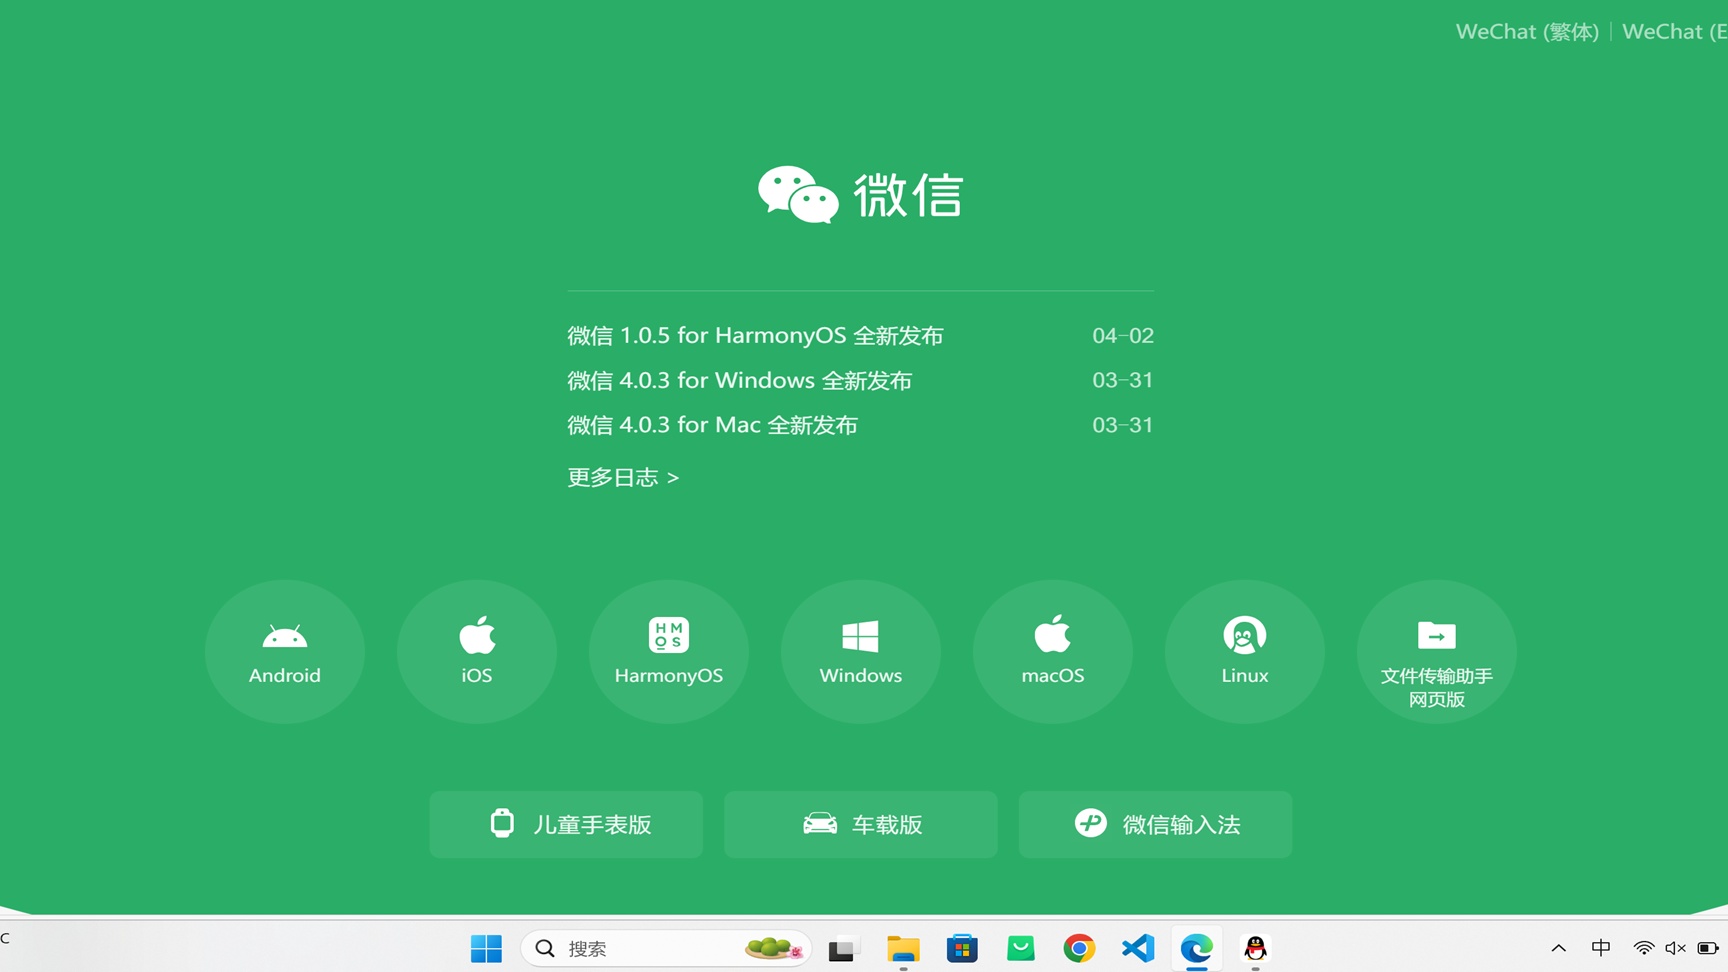 WeChat (繁体) | WeChat (E
微信
微信 1.0.5 for HarmonyOS 全新发布 04-02
微信 4.0.3 for Windows 全新发布 03-31
微信 4.0.3 for Mac 全新发布 03-31
更多日志 >
Android
iOS
HM
OS
HarmonyOS
Windows
macOS
Linux
文件传输助手
网页版
儿童手表版
车载版
微信输入法
C
搜索
中